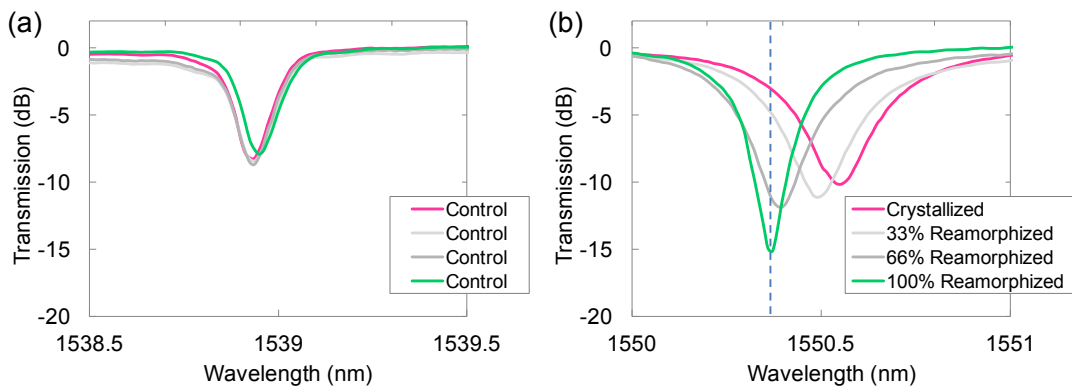 (a)
Transmission (dB)
0
-5
-10
-15
-20
1538.5
1539
1539.5
Wavelength (nm)
Control
Control
Control
Control
(b)
Transmission (dB)
0
-5
-10
-15
-20
1550
1550.5
1551
Wavelength (nm)
Crystallized
33% Reamorphized
66% Reamorphized
100% Reamorphized